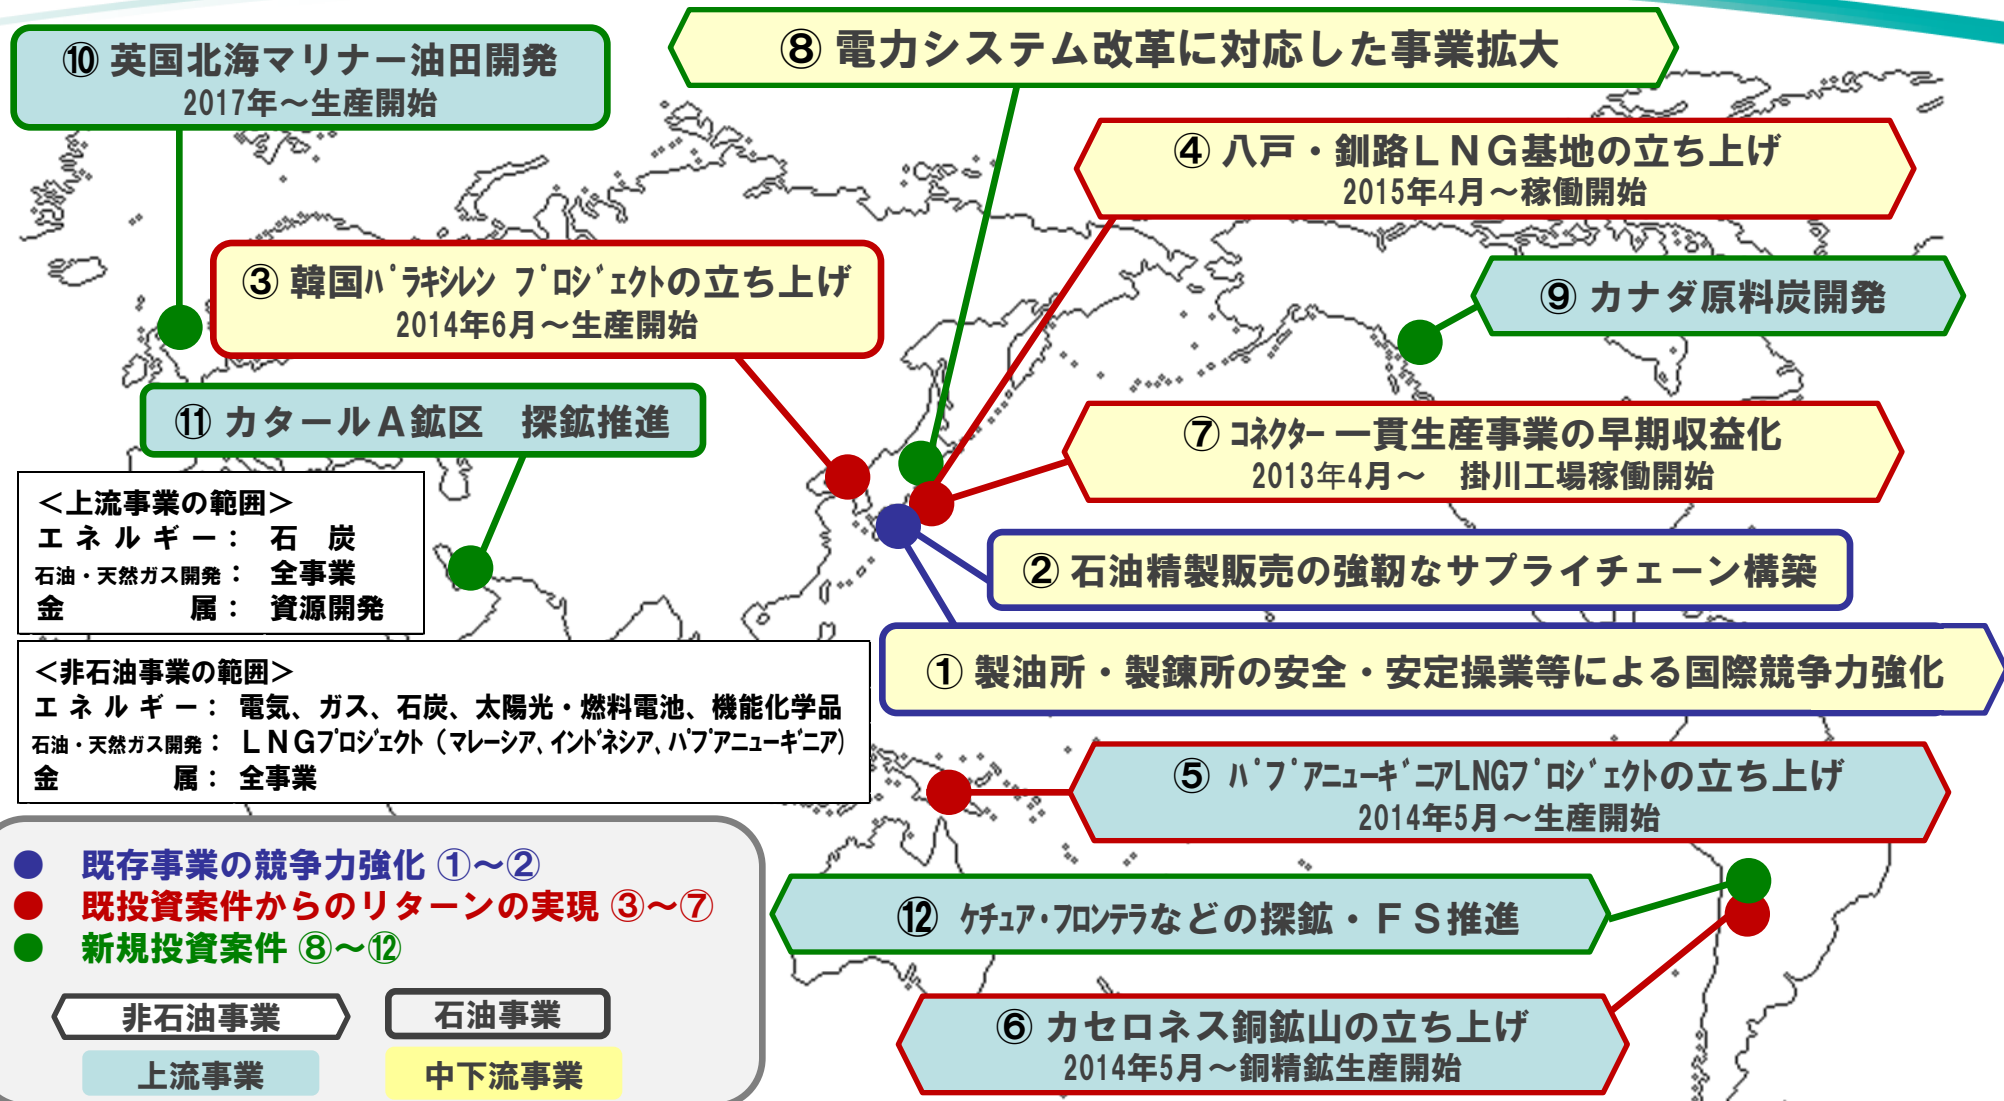 ⑩ 英国北海マリナー油田開発
2017年～生産開始
⑧ 電力システム改革に対応した事業拡大
④ 八戸・釧路ＬＮＧ基地の立ち上げ
2015年4月～稼働開始
③ 韓国ﾊﾟﾗｷｼﾚﾝ ﾌﾟﾛｼﾞｪｸﾄの立ち上げ
2014年6月～生産開始
⑨ カナダ原料炭開発
⑪ カタールＡ鉱区　探鉱推進
⑦ ｺﾈｸﾀｰ 一貫生産事業の早期収益化
2013年4月～　掛川工場稼働開始
＜上流事業の範囲＞
エ ネ ル ギ ー： 石　炭
石油・天然ガス開発： 全事業
金　　　　属： 資源開発
② 石油精製販売の強靭なサプライチェーン構築
① 製油所・製錬所の安全・安定操業等による国際競争力強化
＜非石油事業の範囲＞
エ ネ ル ギ ー： 電気、ガス、石炭、太陽光・燃料電池、機能化学品
石油・天然ガス開発： ＬＮＧﾌﾟﾛｼﾞｪｸﾄ（ﾏﾚｰｼｱ、ｲﾝﾄﾞﾈｼｱ、ﾊﾟﾌﾟｱﾆｭｰｷﾞﾆｱ）
金　　　　属： 全事業
⑤ ﾊﾟﾌﾟｱﾆｭｰｷﾞﾆｱLNGﾌﾟﾛｼﾞｪｸﾄの立ち上げ
2014年5月～生産開始
● 既存事業の競争力強化 ①～②
● 既投資案件からのリターンの実現 ③～⑦
● 新規投資案件 ⑧～⑫
非石油事業 石油事業
上流事業 中下流事業
⑫ ｹﾁｭｱ・ﾌﾛﾝﾃﾗなどの探鉱・ＦＳ推進
⑥ カセロネス銅鉱山の立ち上げ
2014年5月～銅精鉱生産開始